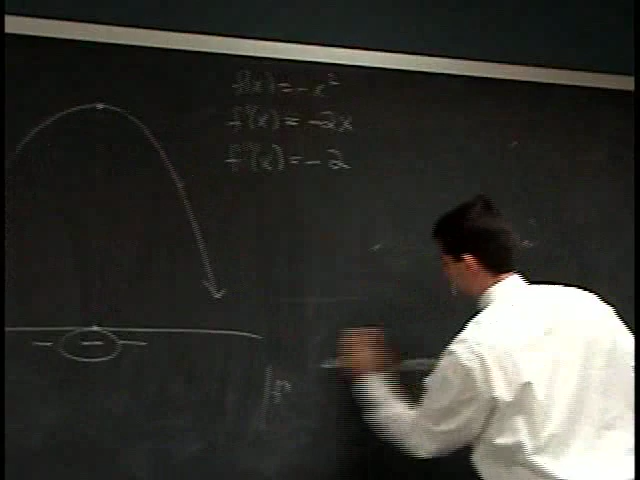 f(x) = -x²
f'(x) = -2x
f''(x) = -2
- - -